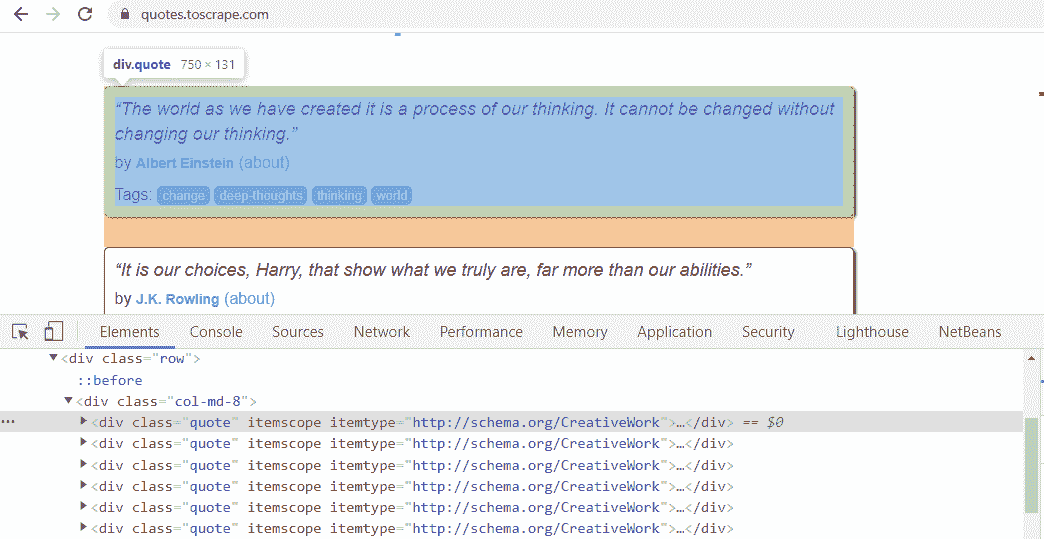 quotes.toscrape.com
div.quote 750 × 131
“The world as we have created it is a process of our thinking. It cannot be changed without
changing our thinking.”
by Albert Einstein (about)
Tags: change deep-thoughts thinking world
“It is our choices, Harry, that show what we truly are, far more than our abilities.”
by J.K. Rowling (about)
Elements Console Sources Network Performance Memory Application Security Lighthouse NetBeans
<div class="row">
::before
<div class="col-md-8">
<div class="quote" itemscope itemtype="http://schema.org/CreativeWork">…</div> == $0
<div class="quote" itemscope itemtype="http://schema.org/CreativeWork">…</div>
<div class="quote" itemscope itemtype="http://schema.org/CreativeWork">…</div>
<div class="quote" itemscope itemtype="http://schema.org/CreativeWork">…</div>
<div class="quote" itemscope itemtype="http://schema.org/CreativeWork">…</div>
<div class="quote" itemscope itemtype="http://schema.org/CreativeWork">…</div>